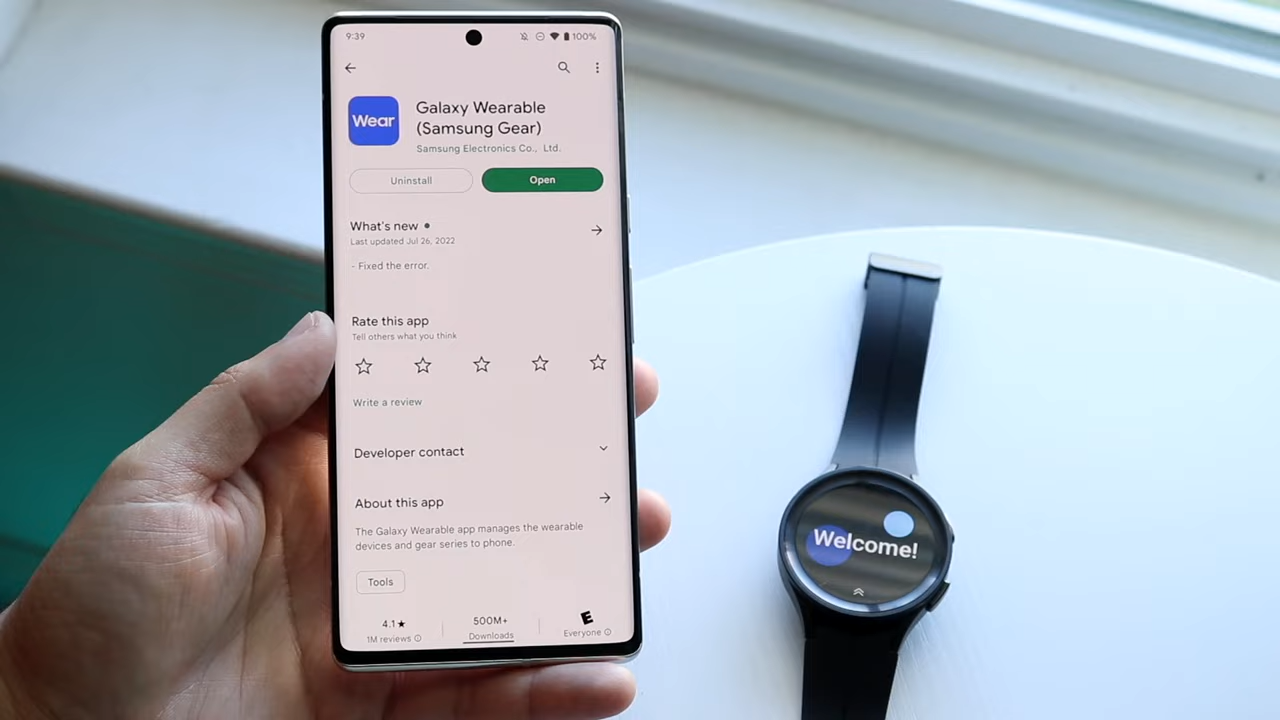 9:39
100%
Wear
Galaxy Wearable
(Samsung Gear)
Samsung Electronics Co., Ltd.
Uninstall
Open
What's new
Last updated Jul 26, 2022
- Fixed the error.
Rate this app
Tell others what you think
Write a review
Developer contact
About this app
The Galaxy Wearable app manages the wearable
devices and gear series to phone.
Tools
4.1★
1M reviews
500M+
Downloads
E
Everyone
Welcome!